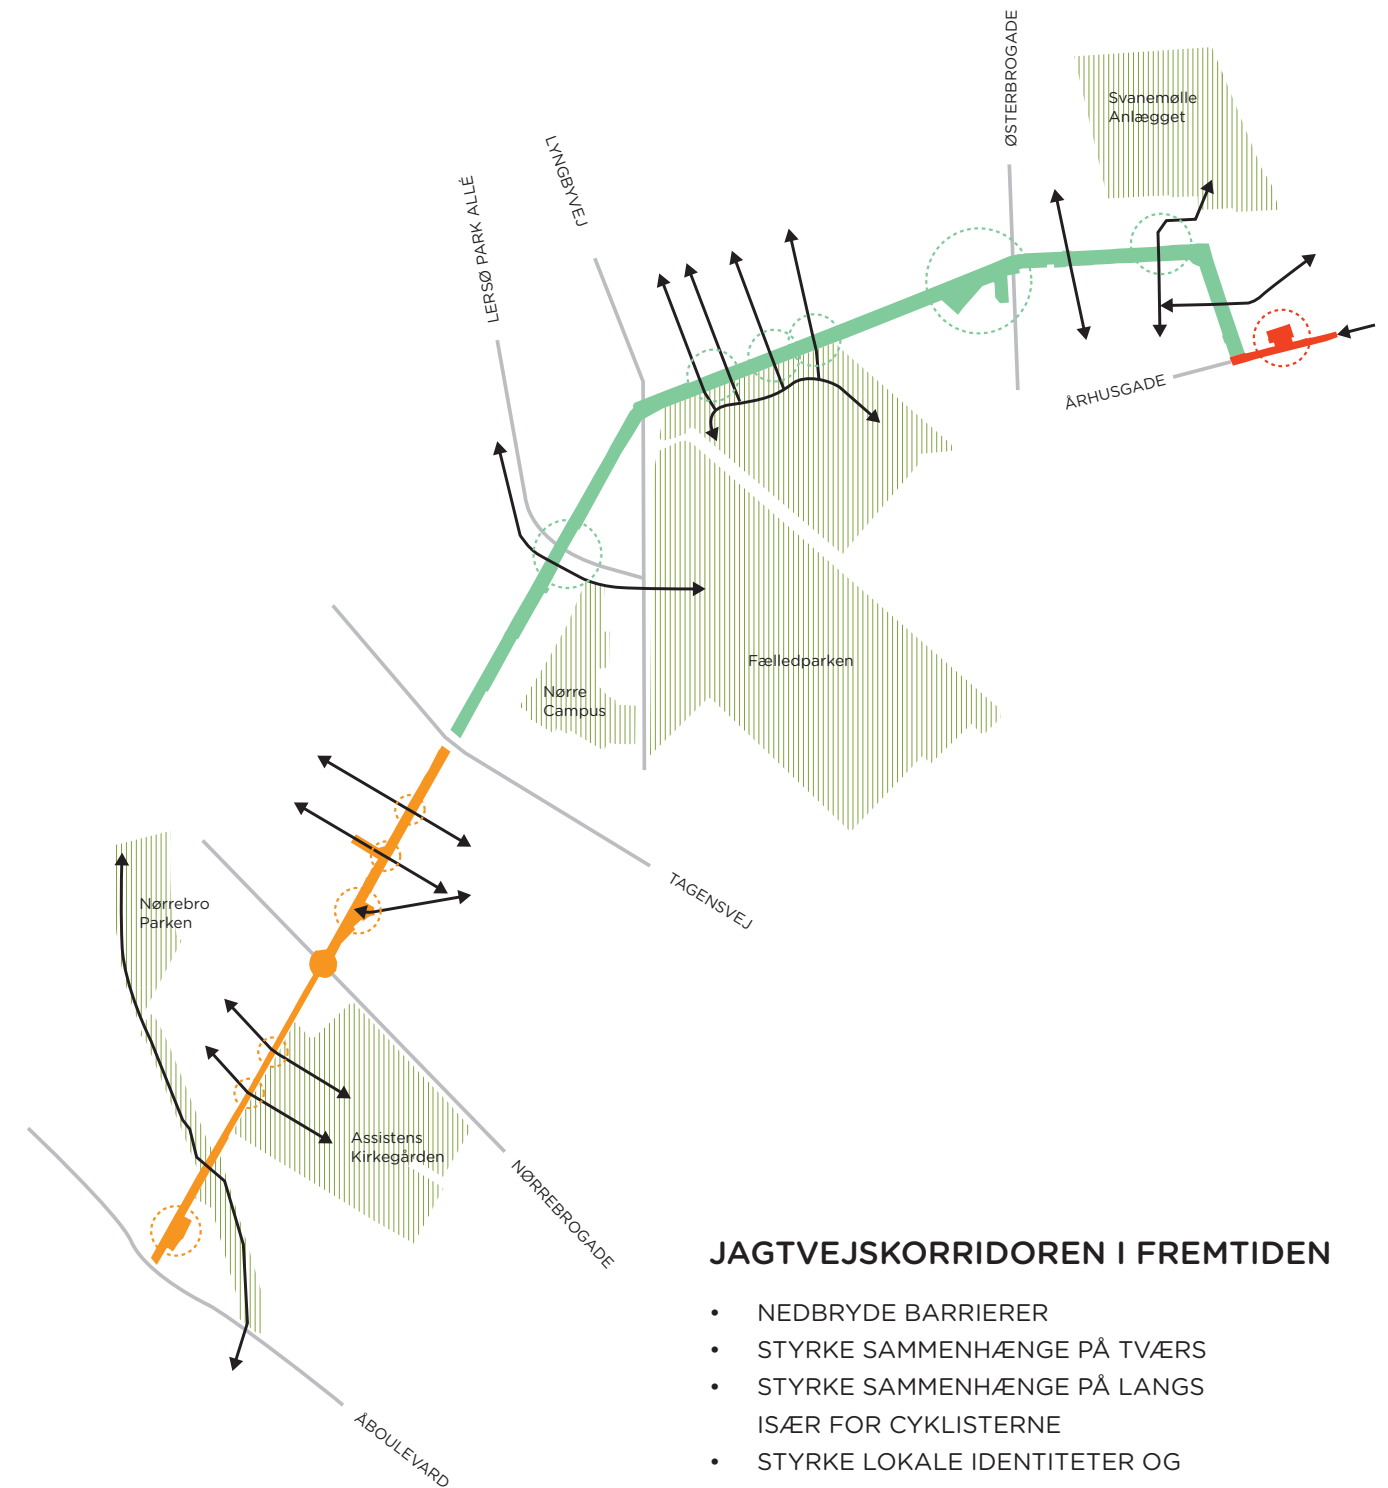 ØSTERBROGADE
Svanemølle
Anlægget
LYNGBYVEJ
LERSØ PARK ALLÉ
ÅRHUSGADE
Fælledparken
Nørre
Campus
TAGENSVEJ
Nørrebro
Parken
Assistens
Kirkegården
NØRREBROGADE
ÅBOULEVARD
JAGTVEJSKORRIDOREN I FREMTIDEN
• NEDBRYDE BARRIERER
• STYRKE SAMMENHÆNGE PÅ TVÆRS
• STYRKE SAMMENHÆNGE PÅ LANGS
ISÆR FOR CYKLISTERNE
• STYRKE LOKALE IDENTITETER OG